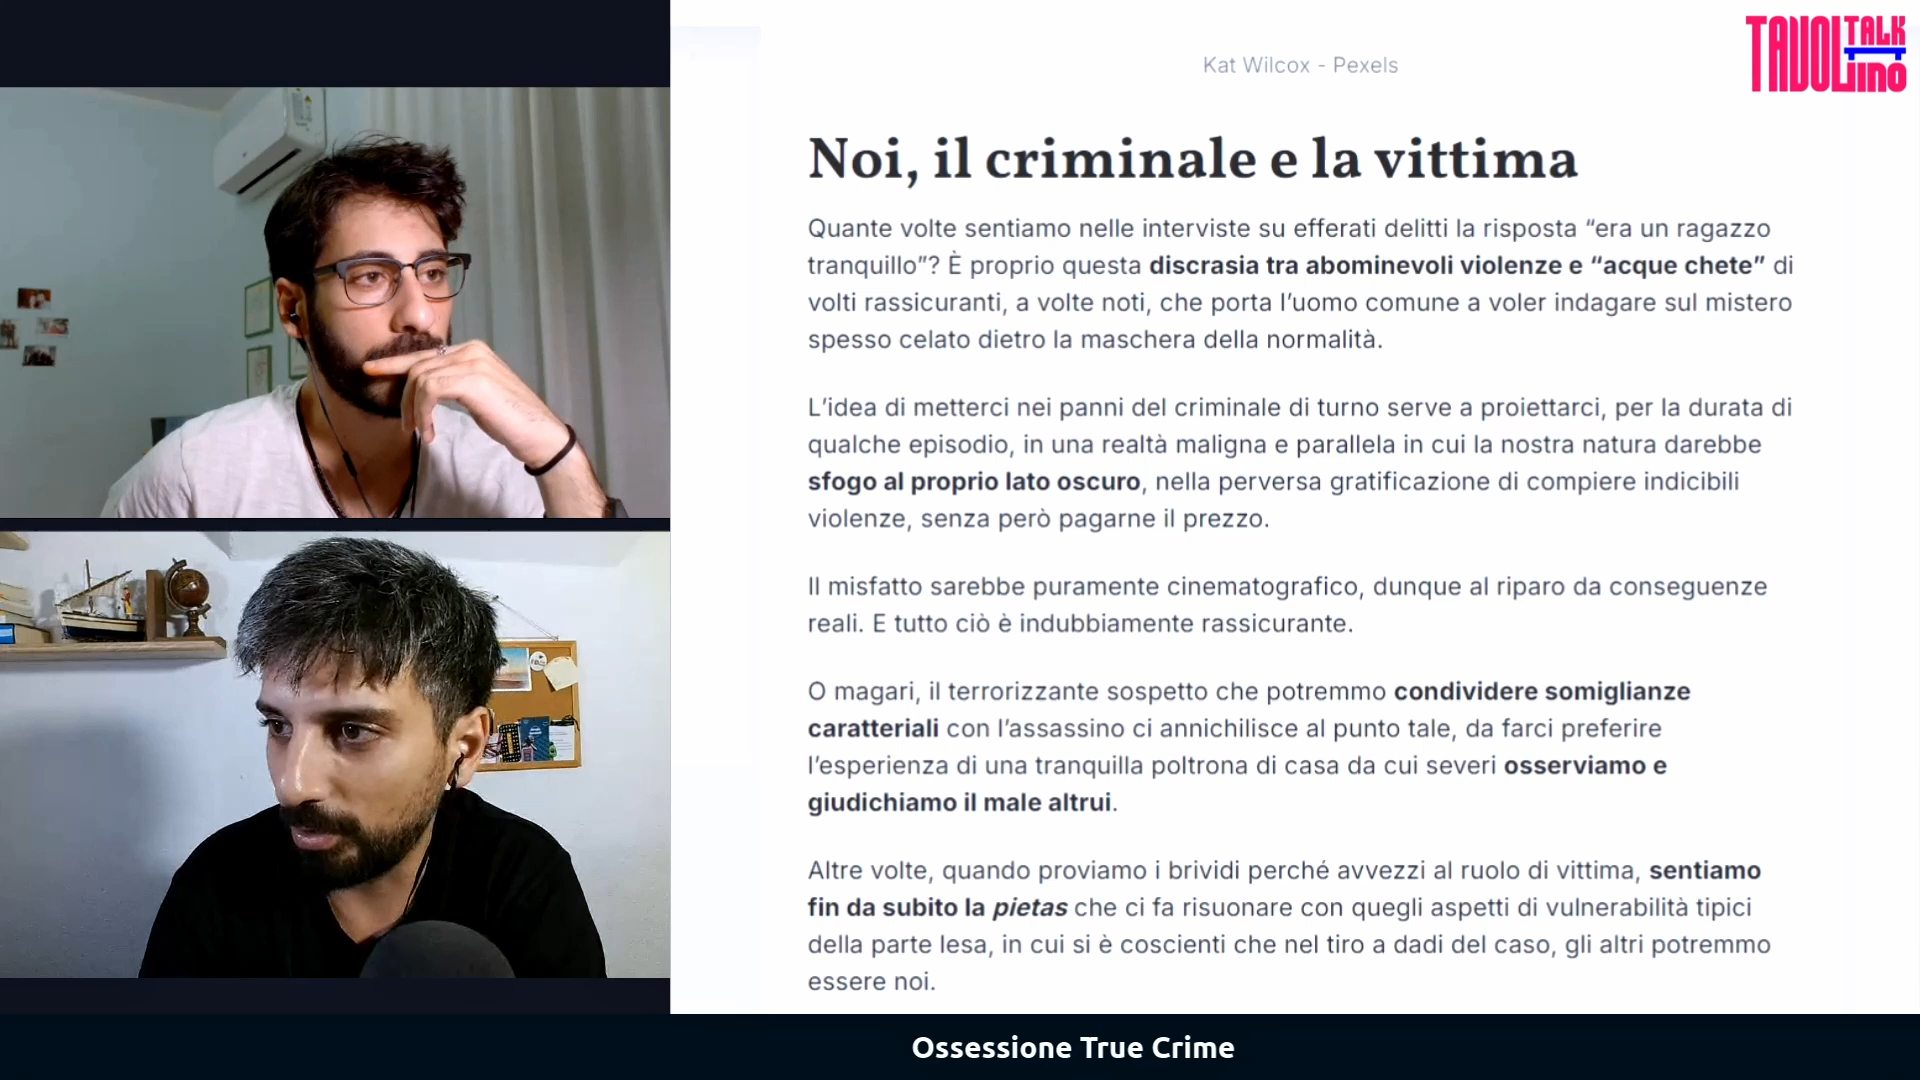 TAVOLiino
TALK
Kat Wilcox - Pexels
Noi, il criminale e la vittima
Quante volte sentiamo nelle interviste su efferati delitti la risposta “era un ragazzo
tranquillo”? È proprio questa discrasia tra abominevoli violenze e “acque chete” di
volti rassicuranti, a volte noti, che porta l’uomo comune a voler indagare sul mistero
spesso celato dietro la maschera della normalità.
L’idea di metterci nei panni del criminale di turno serve a proiettarci, per la durata di
qualche episodio, in una realtà maligna e parallela in cui la nostra natura darebbe
sfogo al proprio lato oscuro, nella perversa gratificazione di compiere indicibili
violenze, senza però pagarne il prezzo.
Il misfatto sarebbe puramente cinematografico, dunque al riparo da conseguenze
reali. E tutto ciò è indubbiamente rassicurante.
O magari, il terrorizzante sospetto che potremmo condividere somiglianze
caratteriali con l’assassino ci annichilisce al punto tale, da farci preferire
l’esperienza di una tranquilla poltrona di casa da cui severi osserviamo e
giudichiamo il male altrui.
Altre volte, quando proviamo i brividi perché avvezzi al ruolo di vittima, sentiamo
fin da subito la pietas che ci fa risuonare con quegli aspetti di vulnerabilità tipici
della parte lesa, in cui si è coscienti che nel tiro a dadi del caso, gli altri potremmo
essere noi.
Ossessione True Crime